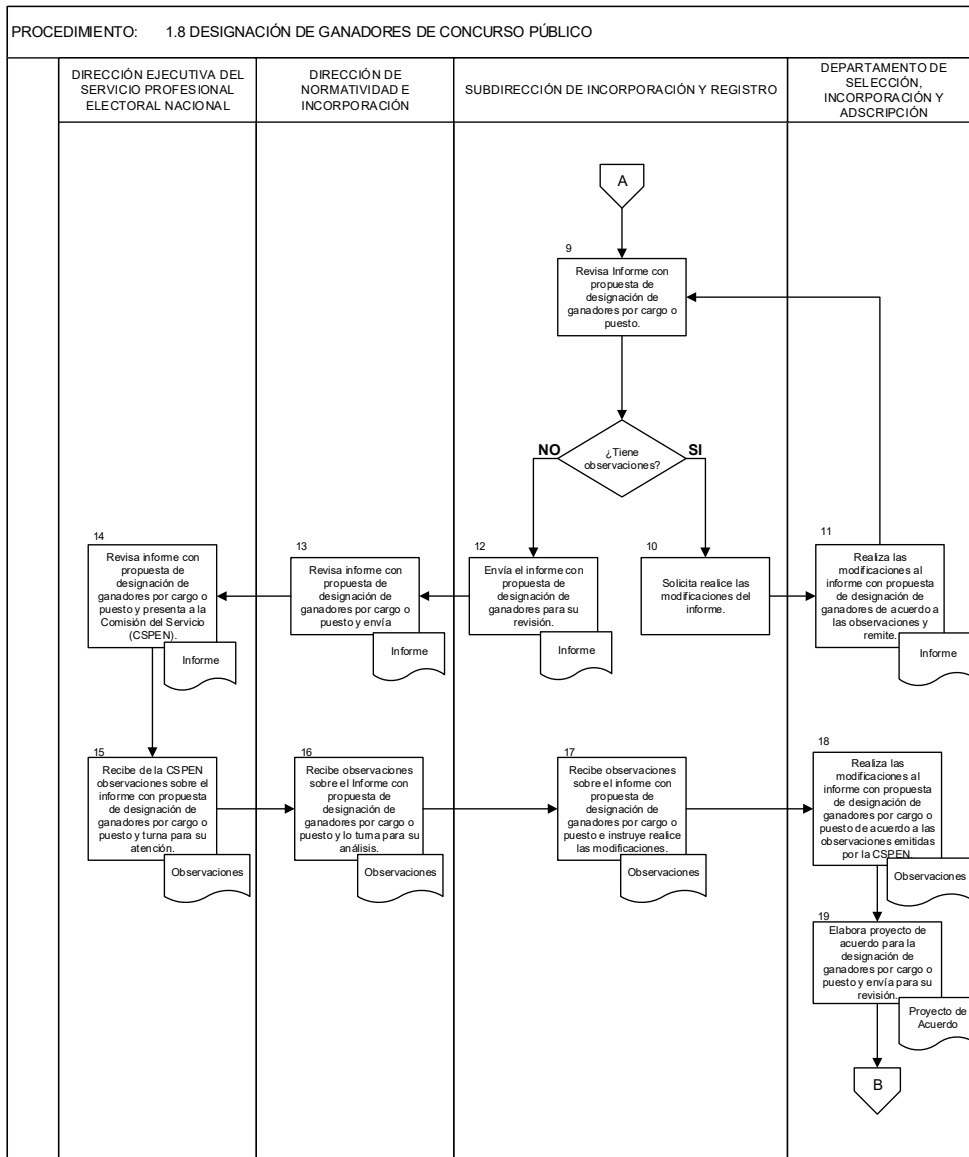 PROCEDIMIENTO: 1.8 DESIGNACIÓN DE GANADORES DE CONCURSO PÚBLICO
DIRECCIÓN EJECUTIVA DEL
SERVICIO PROFESIONAL
ELECTORAL NACIONAL
DIRECCIÓN DE
NORMATIVIDAD E
INCORPORACIÓN
SUBDIRECCIÓN DE INCORPORACIÓN Y REGISTRO
DEPARTAMENTO DE
SELECCIÓN,
INCORPORACIÓN Y
ADSCRIPCIÓN
A
9
Revisa Informe con
propuesta de
designación de
ganadores por cargo o
puesto.
¿Tiene
observaciones?
NO
SI
14
Revisa informe con
propuesta de
designación de
ganadores por cargo o
puesto y presenta a la
Comisión del Servicio
(CSPEN).
Informe
13
Revisa informe con
propuesta de
designación de
ganadores por cargo o
puesto y envía
Informe
12
Envía el informe con
propuesta de
designación de
ganadores para su
revisión.
Informe
10
Solicita realice las
modificaciones del
informe.
11
Realiza las
modificaciones al
informe con propuesta
de designación de
ganadores de acuerdo a
las observaciones y
remite.
Informe
15
Recibe de la CSPEN
observaciones sobre el
informe con propuesta
de designación de
ganadores por cargo o
puesto y turna para su
atención.
Observaciones
16
Recibe observaciones
sobre el Informe con
propuesta de
designación de
ganadores por cargo o
puesto y lo turna para su
análisis.
Observaciones
17
Recibe observaciones
sobre el informe con
propuesta de
designación de
ganadores por cargo o
puesto e instruye realice
las modificaciones.
Observaciones
18
Realiza las
modificaciones al
informe con propuesta
de designación de
ganadores por cargo o
puesto de acuerdo a las
observaciones emitidas
por la CSPEN.
Observaciones
19
Elabora proyecto de
acuerdo para la
designación de
ganadores por cargo o
puesto y envía para su
revisión.
Proyecto de
Acuerdo
B